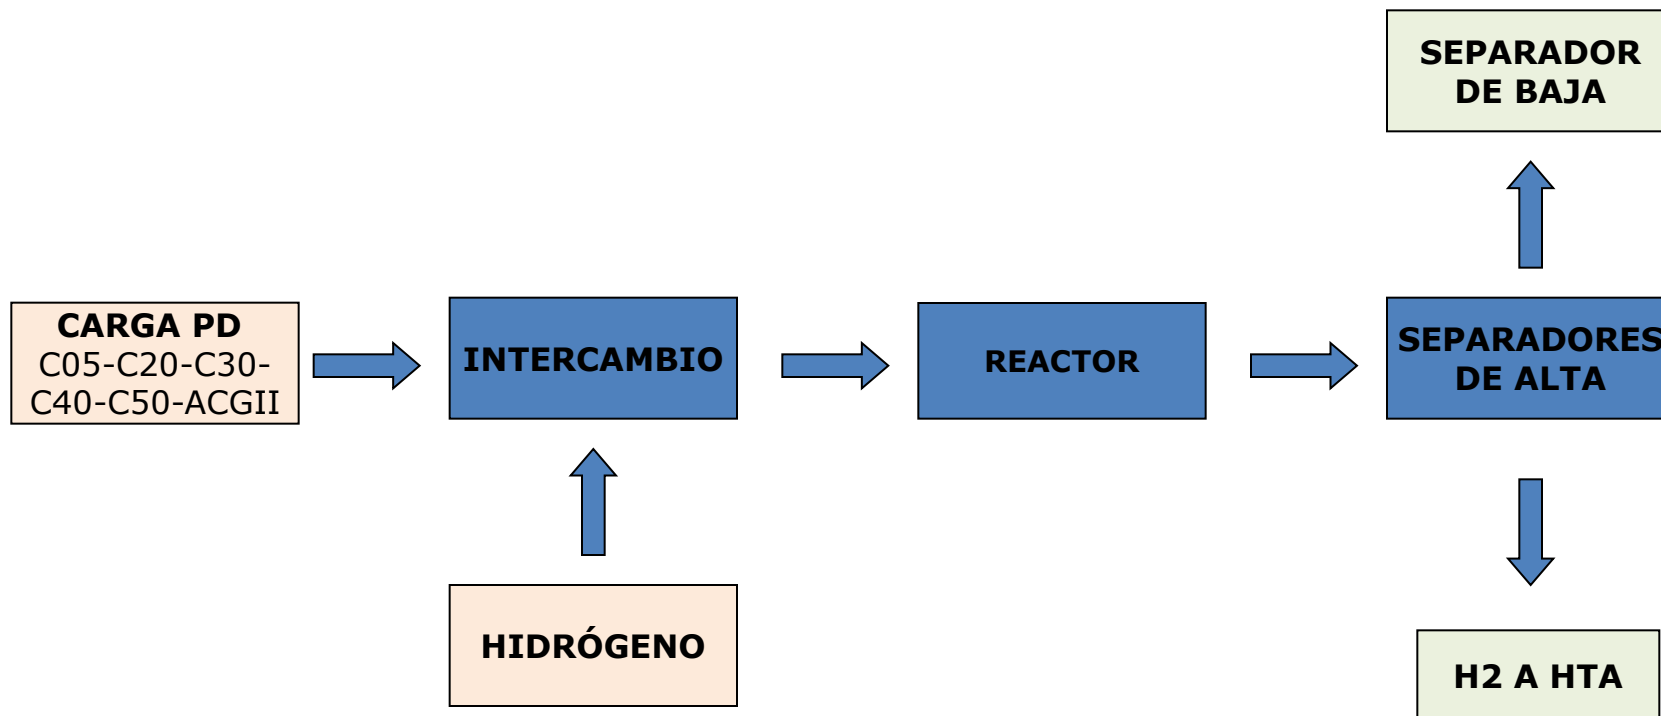 SEPARADOR
DE BAJA
CARGA PD
C05-C20-C30-
C40-C50-ACGII
INTERCAMBIO
REACTOR
SEPARADORES
DE ALTA
HIDRÓGENO
H2 A HTA